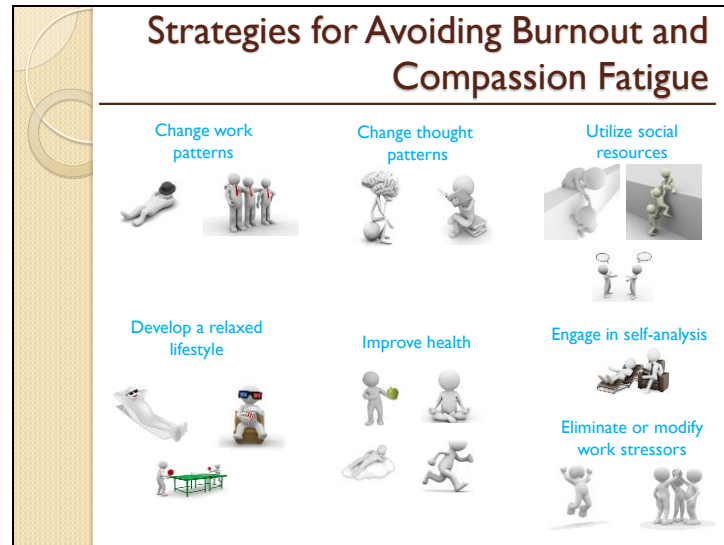 Strategies for Avoiding Burnout and
Compassion Fatigue
Change work
patterns
Change thought
patterns
Utilize social
resources
Develop a relaxed
lifestyle
Improve health
Engage in self-analysis
Eliminate or modify
work stressors